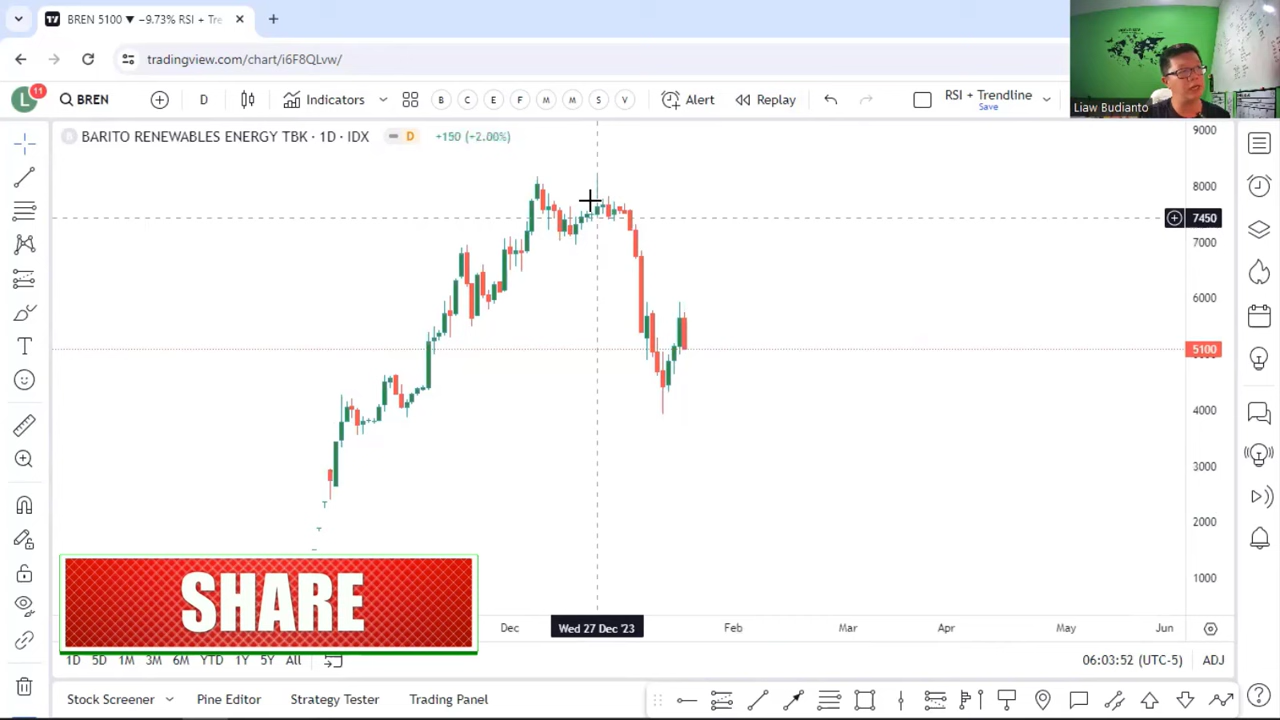 BREN 5100 ▼ −9.73% RSI + Tre
tradingview.com/chart/i6F8QLvw/
L 11 BREN D Indicators B C E F M M S V Alert Replay RSI + Trendline
Save
Liaw Budianto
BARITO RENEWABLES ENERGY TBK · 1D · IDX D +150 (+2.00%)
9000
8000
7450
7000
6000
5100
4000
3000
2000
1000
SHARE
Dec Wed 27 Dec '23 Feb Mar Apr May Jun
1D 5D 1M 3M 6M YTD 1Y 5Y All 06:03:52 (UTC-5) ADJ
Stock Screener Pine Editor Strategy Tester Trading Panel